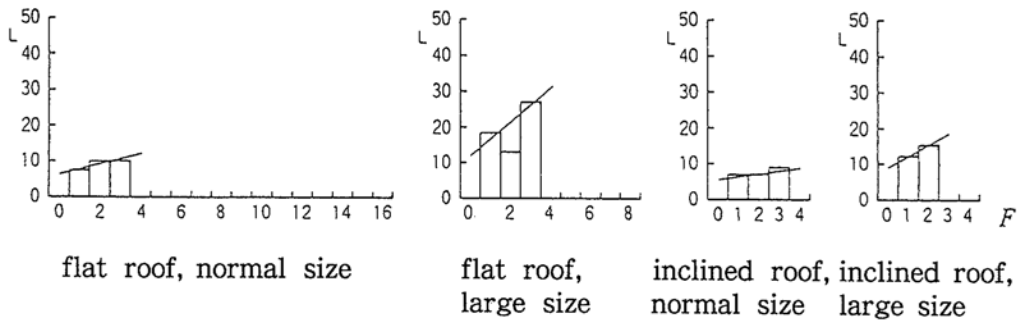 50
40
30
20
10
0
L
0 2 4 6 8 10 12 14 16
flat roof, normal size
50
40
30
20
10
0
L
0 2 4 6 8
flat roof,
large size
50
40
30
20
10
0
L
0 1 2 3 4
inclined roof,
normal size
50
40
30
20
10
0
L
0 1 2 3 4 F
inclined roof,
large size